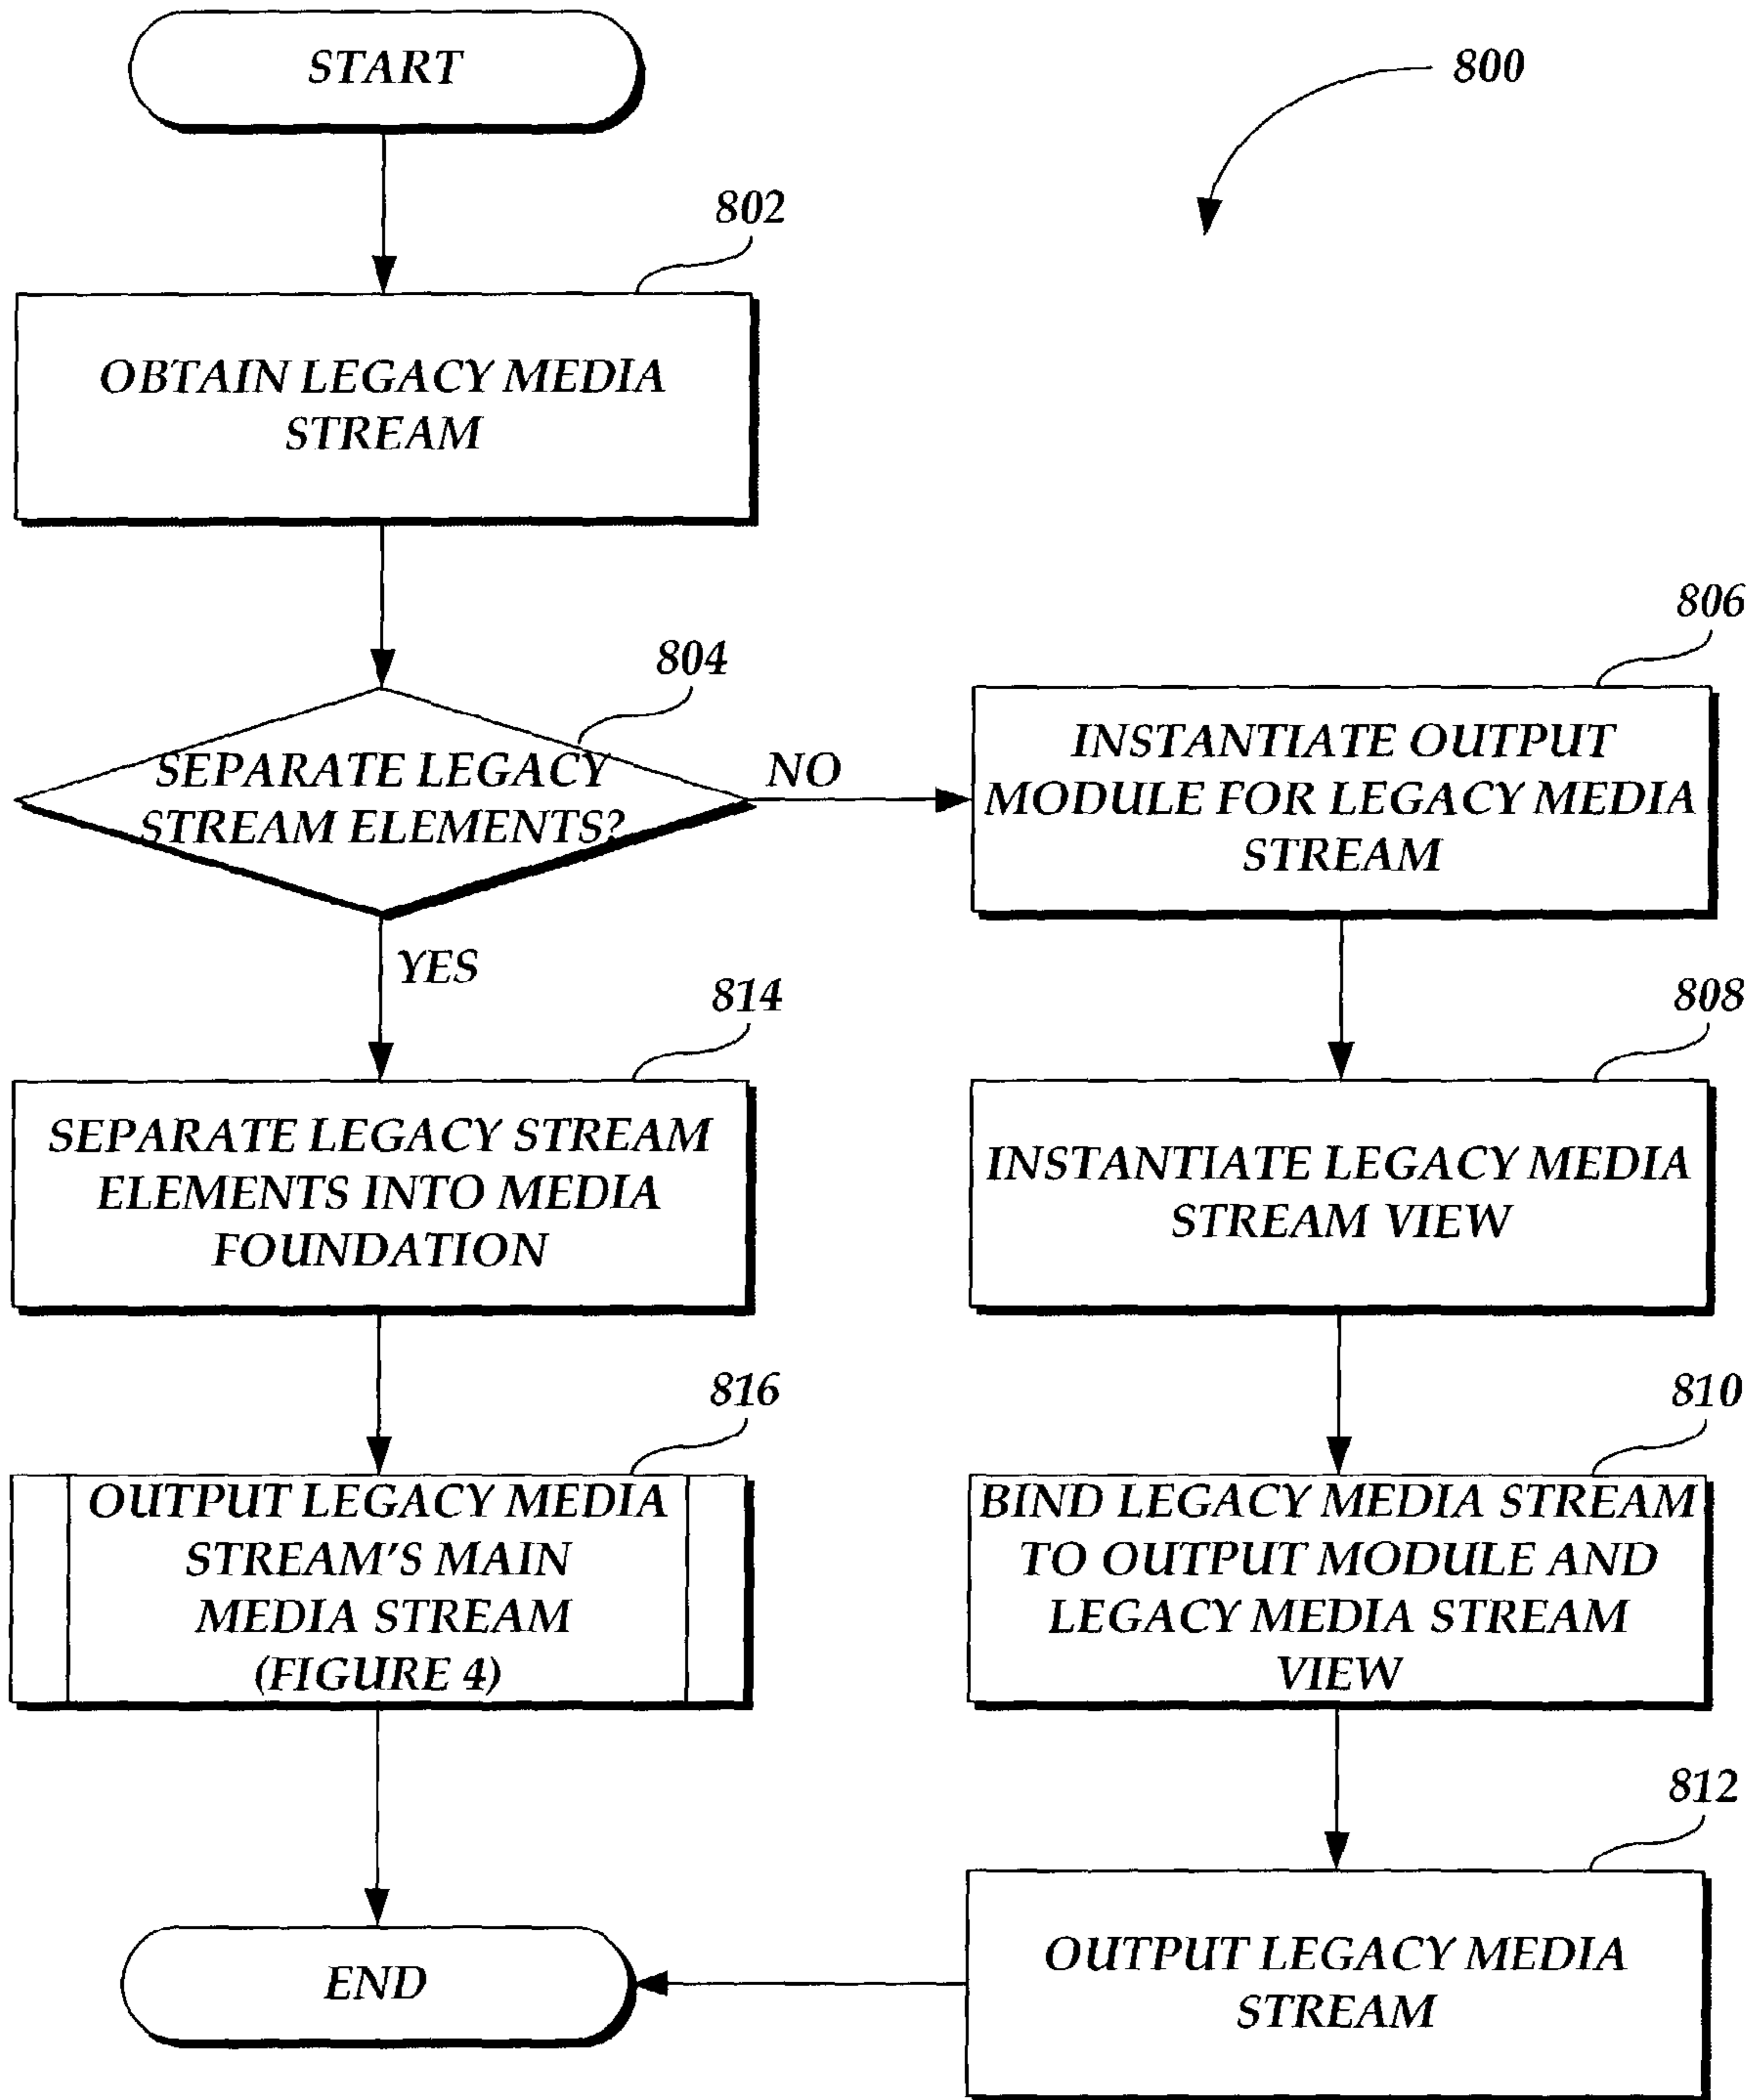 START
800
802
OBTAIN LEGACY MEDIA
STREAM
804
SEPARATE LEGACY
STREAM ELEMENTS?
NO
YES
806
INSTANTIATE OUTPUT
MODULE FOR LEGACY MEDIA
STREAM
808
INSTANTIATE LEGACY MEDIA
STREAM VIEW
810
BIND LEGACY MEDIA STREAM
TO OUTPUT MODULE AND
LEGACY MEDIA STREAM
VIEW
812
OUTPUT LEGACY MEDIA
STREAM
814
SEPARATE LEGACY STREAM
ELEMENTS INTO MEDIA
FOUNDATION
816
OUTPUT LEGACY MEDIA
STREAM'S MAIN
MEDIA STREAM
(FIGURE 4)
END